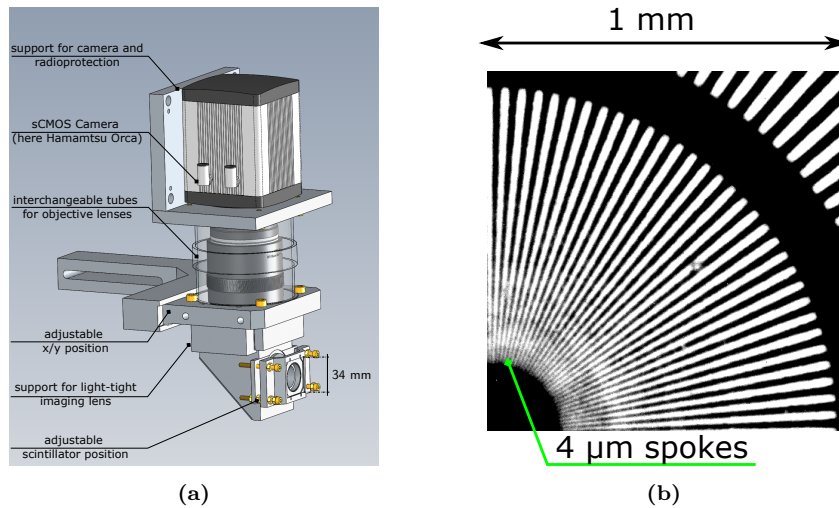 support for camera and
radioprotection
sCMOS Camera
(here Hamamtsu Orca)
interchangeable tubes
for objective lenses
adjustable
x/y position
support for light-tight
imaging lens
adjustable
scintillator position
34 mm
(a)
1 mm
4 µm spokes
(b)